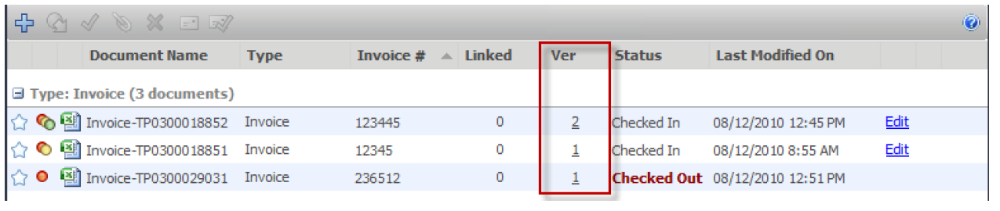 Document Name Type Invoice # Linked Ver Status Last Modified On
Type: Invoice (3 documents)
Invoice-TP0300018852 Invoice 123445 0 2 Checked In 08/12/2010 12:45 PM Edit
Invoice-TP0300018851 Invoice 12345 0 1 Checked In 08/12/2010 8:55 AM Edit
Invoice-TP0300029031 Invoice 236512 0 1 Checked Out 08/12/2010 12:51 PM